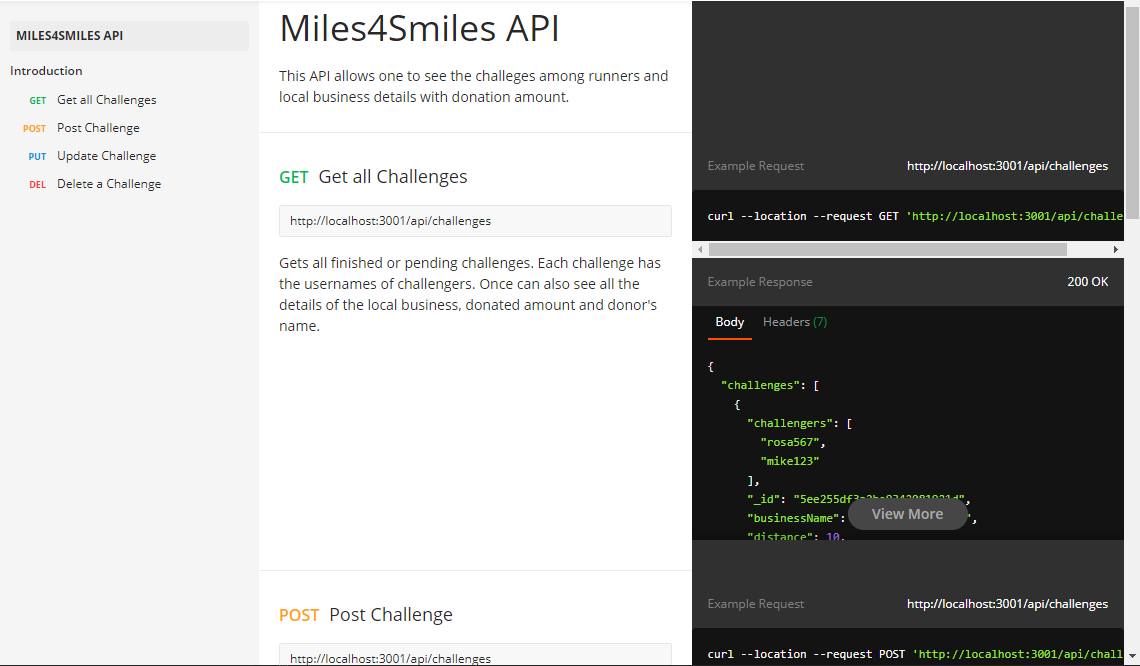 MILES4SMILES API
Introduction
GET Get all Challenges
POST Post Challenge
PUT Update Challenge
DEL Delete a Challenge
Miles4Smiles API
This API allows one to see the challeges among runners and
local business details with donation amount.
GET Get all Challenges
http://localhost:3001/api/challenges
Gets all finished or pending challenges. Each challenge has
the usernames of challengers. Once can also see all the
details of the local business, donated amount and donor's
name.
POST Post Challenge
http://localhost:3001/api/challenges
Example Request http://localhost:3001/api/challenges
curl --location --request GET 'http://localhost:3001/api/challe
Example Response 200 OK
Body Headers (7)
{
"challenges": [
{
"challengers": [
"rosa567",
"mike123"
],
"_id":
"businessName": ",
"distance": 10,
View More
Example Request http://localhost:3001/api/challenges
curl --location --request POST 'http://localhost:3001/api/chall